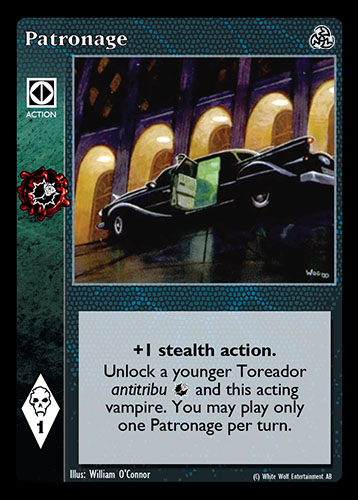 Patronage
ACTION
Woo00
+1 stealth action.
Unlock a younger Toreador
antitribu and this acting
vampire. You may play only
one Patronage per turn.
1
Illus: William O'Connor
(C) White Wolf Entertainment AB